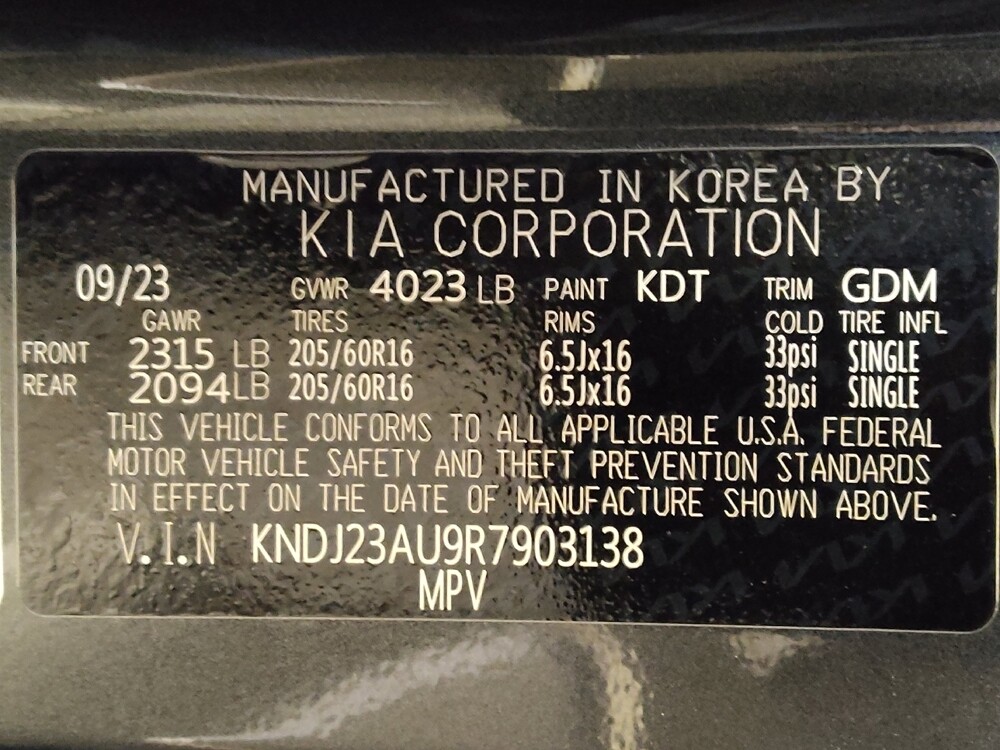 MANUFACTURED IN KOREA BY
KIA CORPORATION
09/23 GVWR 4023 LB PAINT KDT TRIM GDM
GAWR TIRES RIMS COLD TIRE INFL
FRONT 2315 LB 205/60R16 6.5Jx16 33psi SINGLE
REAR 2094 LB 205/60R16 6.5Jx16 33psi SINGLE
THIS VEHICLE CONFORMS TO ALL APPLICABLE U.S.A. FEDERAL
MOTOR VEHICLE SAFETY AND THEFT PREVENTION STANDARDS
IN EFFECT ON THE DATE OF MANUFACTURE SHOWN ABOVE.
V.I.N KNDJ23AU9R7903138
MPV